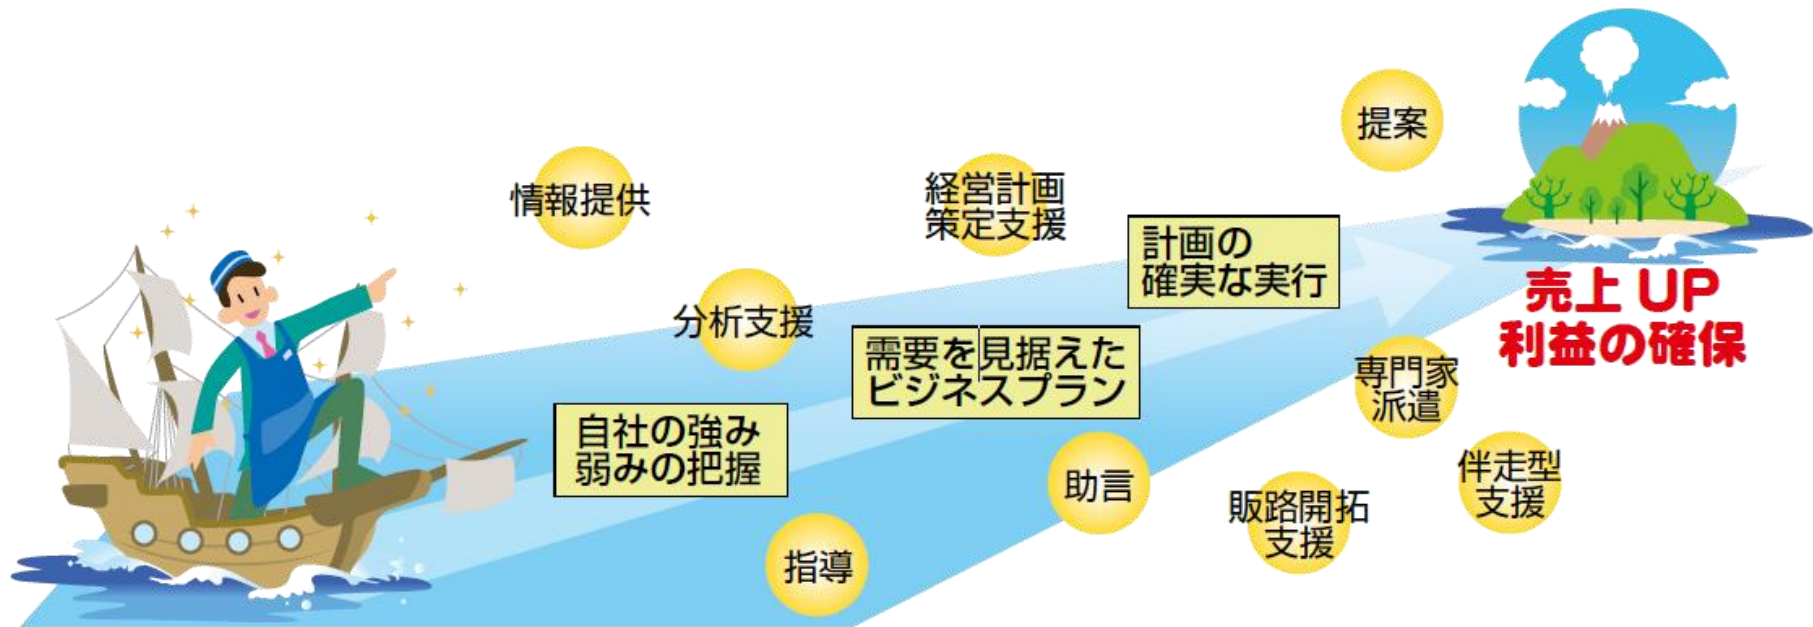 情報提供
分析支援
自社の強み
弱みの把握
指導
経営計画
策定支援
需要を見据えた
ビジネスプラン
助言
計画の
確実な実行
提案
専門家
派遣
販路開拓
支援
伴走型
支援
売上 UP
利益の確保